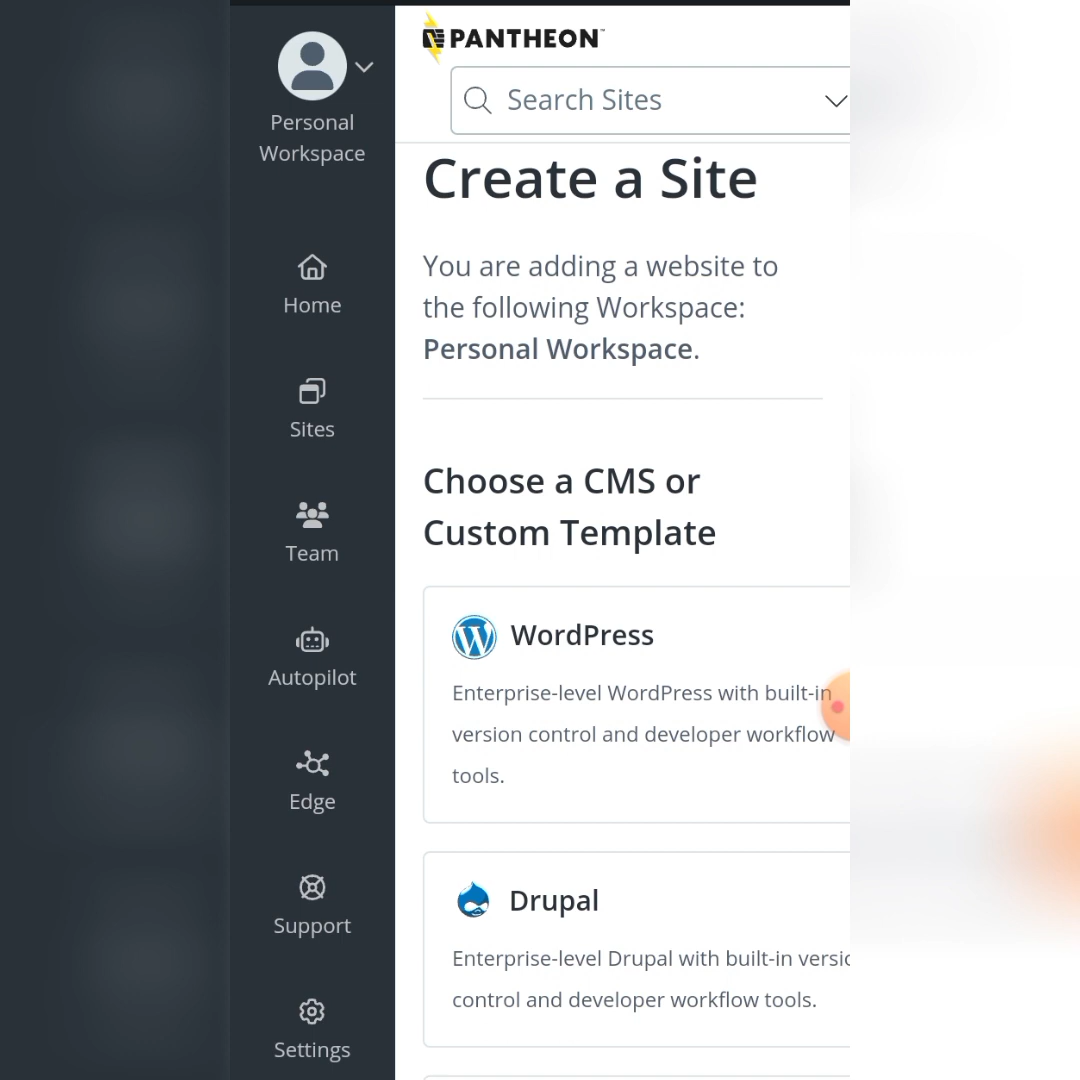 Personal
Workspace
Home
Sites
Team
Autopilot
Edge
Support
Settings
PANTHEON™
Search Sites
Create a Site
You are adding a website to
the following Workspace:
Personal Workspace.
Choose a CMS or
Custom Template
WordPress
Enterprise-level WordPress with built-in
version control and developer workflow
tools.
Drupal
Enterprise-level Drupal with built-in versio
control and developer workflow tools.